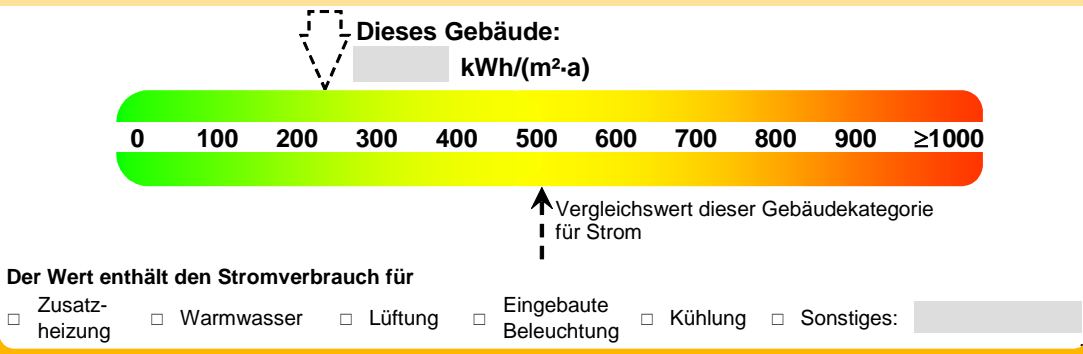 Dieses Gebäude:
kWh/(m²·a)
0 100 200 300 400 500 600 700 800 900 ≥1000
Vergleichswert dieser Gebäudekategorie
für Strom
Der Wert enthält den Stromverbrauch für
□ Zusatz-
heizung
□ Warmwasser □ Lüftung □ Eingebaute
Beleuchtung
□ Kühlung □ Sonstiges: